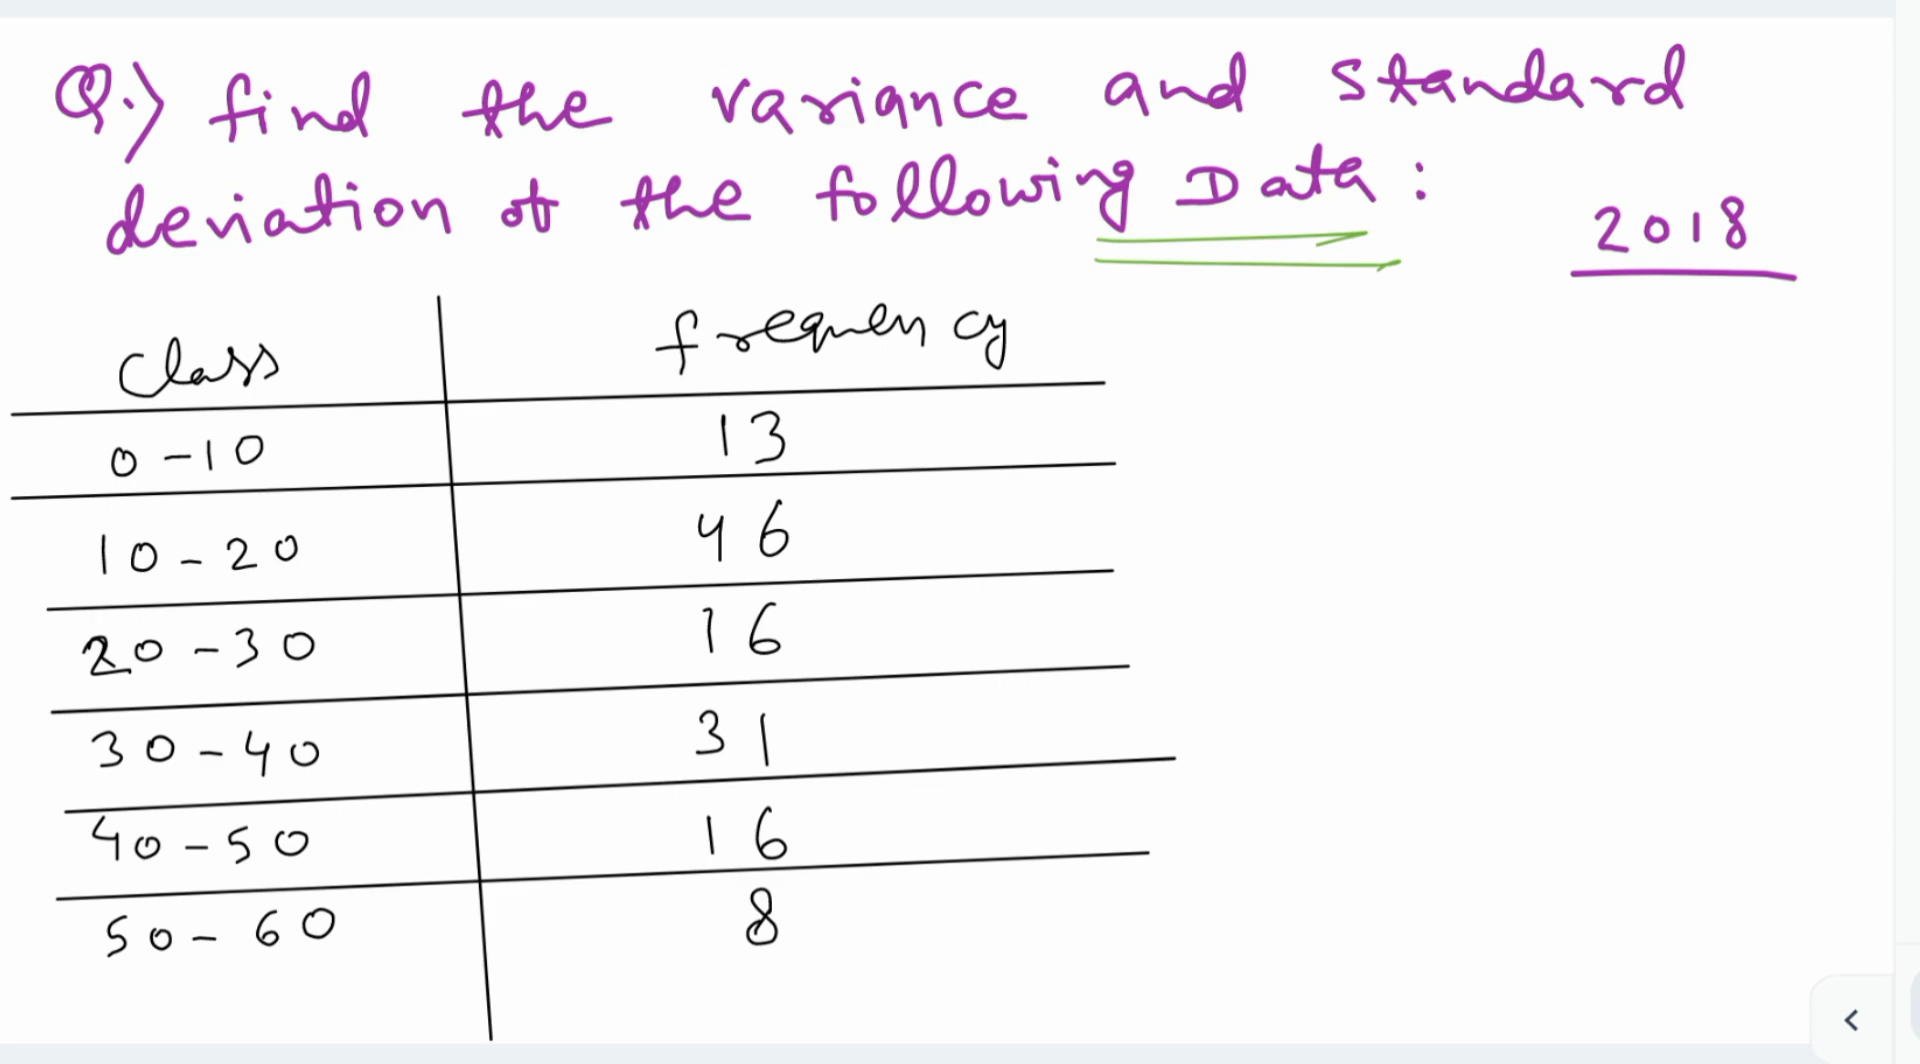 Q.) find the variance and standard
deviation of the following Data:
2018
class frequency
0-10 13
10-20 46
20-30 16
30-40 31
40-50 16
50-60 8